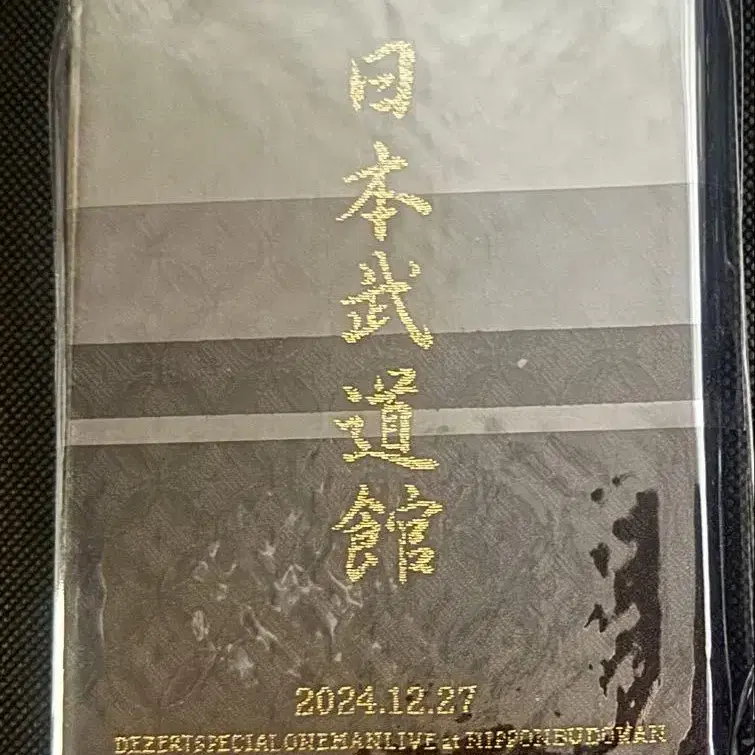 日本武道館
2024.12.27
DEZERT SPECIAL ONEMAN LIVE at NIPPON BUDOKAN